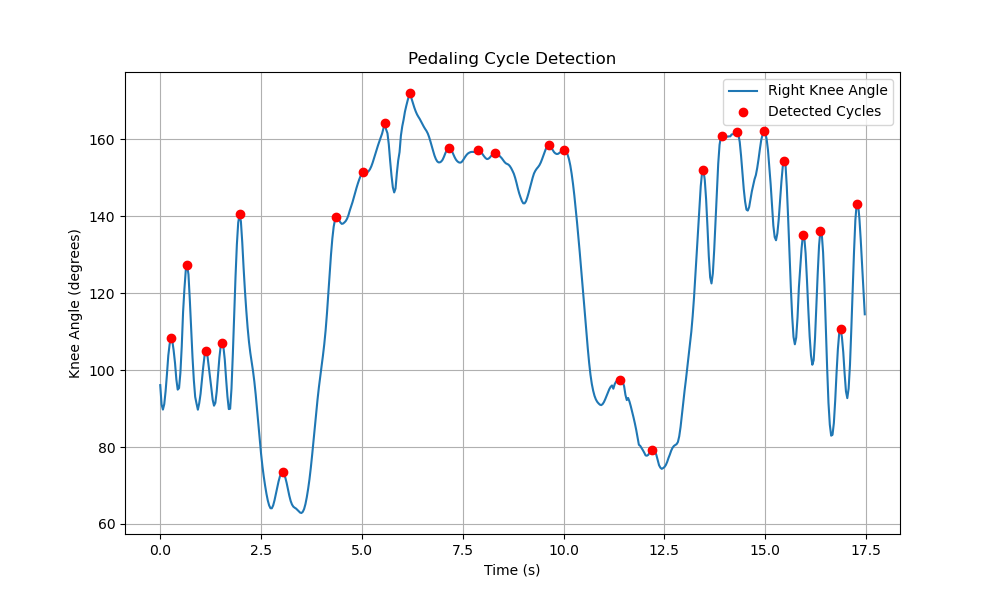 Pedaling Cycle Detection
Right Knee Angle
Detected Cycles
Knee Angle (degrees)
160
140
120
100
80
60
0.0 2.5 5.0 7.5 10.0 12.5 15.0 17.5
Time (s)